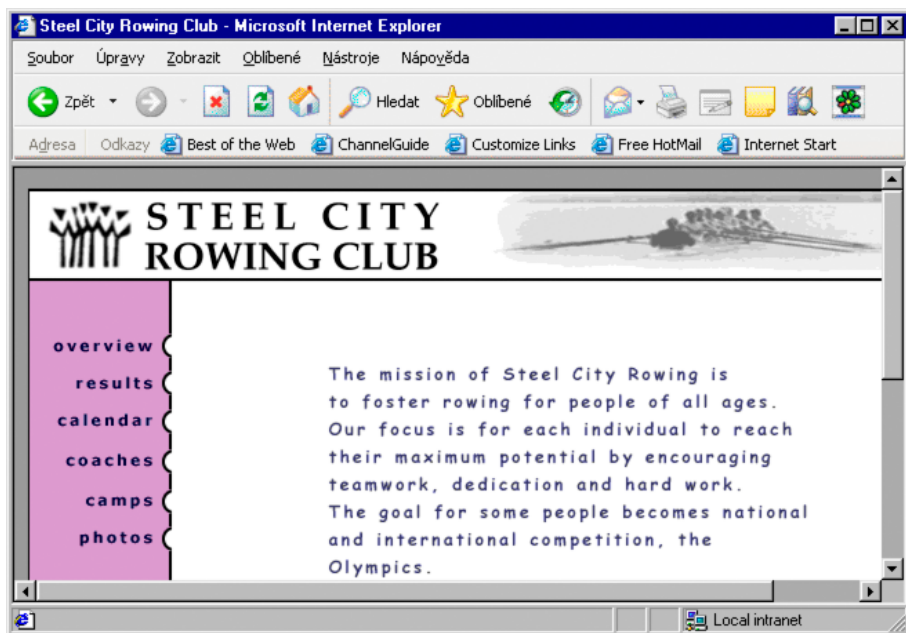 Steel City Rowing Club - Microsoft Internet Explorer
Soubor Úpravy Zobrazit Oblíbené Nástroje Nápověda
Zpět Hledat Oblíbené
Adresa Odkazy Best of the Web ChannelGuide Customize Links Free HotMail Internet Start
STEEL CITY
ROWING CLUB
overview
results
calendar
coaches
camps
photos
The mission of Steel City Rowing is
to foster rowing for people of all ages.
Our focus is for each individual to reach
their maximum potential by encouraging
teamwork, dedication and hard work.
The goal for some people becomes national
and international competition, the
Olympics.
Local intranet